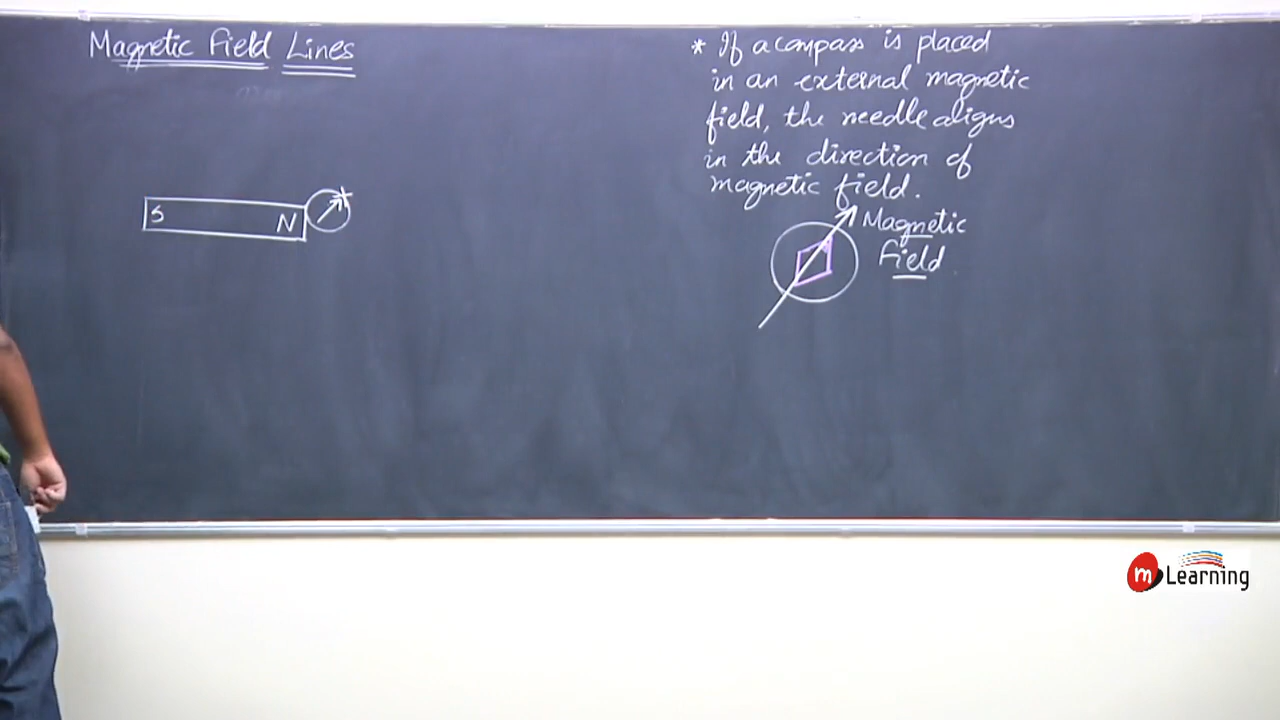 Magnetic Field Lines
S N
* If a compass is placed
in an external magnetic
field, the needle aligns
in the direction of
magnetic field.
Magnetic
Field
m Learning